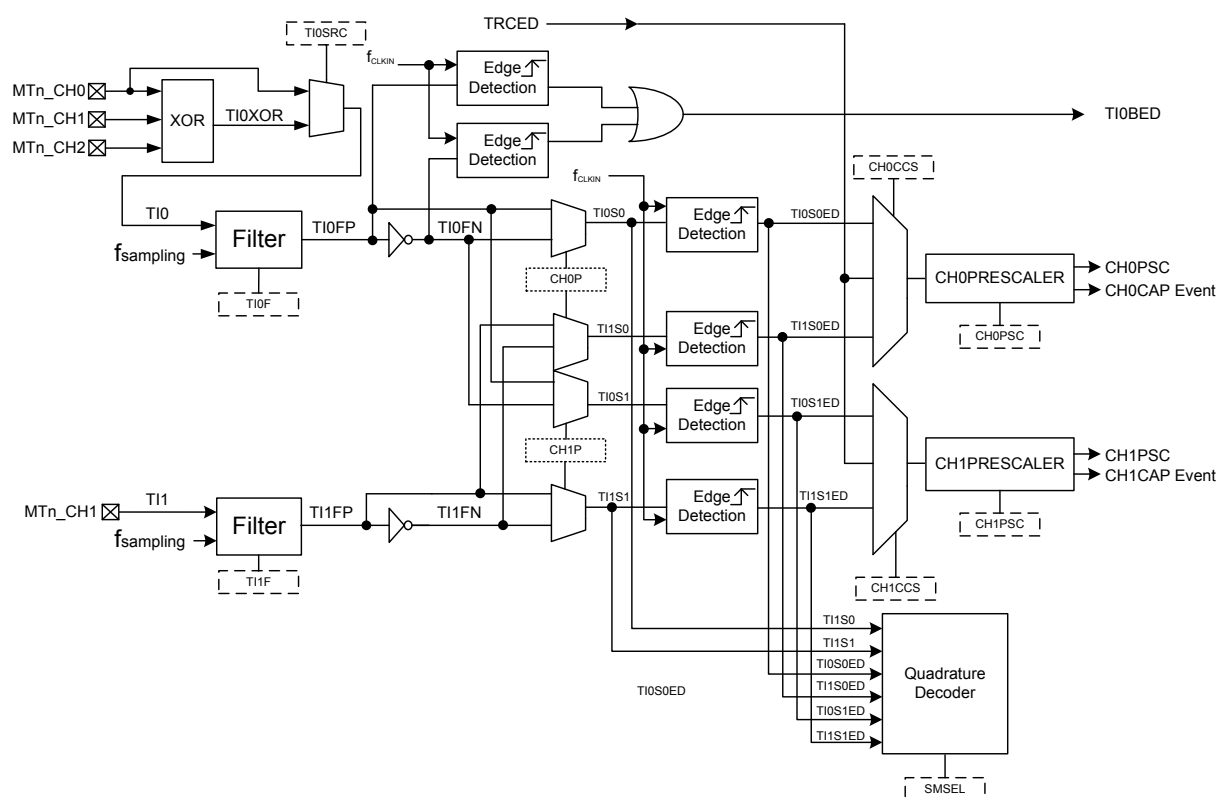 TRCED
TI0SRC
fCLKIN
Edge
Detection
MTn_CH0
MTn_CH1
MTn_CH2
XOR
TI0XOR
TI0BED
Edge
Detection
fCLKIN
CH0CCS
TI0
Filter
fsampling
TI0FP
TI0FN
TI0S0
Edge
Detection
TI0S0ED
TI0F
CH0P
CH0PRESCALER
CH0PSC
CH0CAP Event
TI1S0
Edge
Detection
TI1S0ED
CH0PSC
TI0S1
Edge
Detection
TI0S1ED
CH1P
CH1PRESCALER
CH1PSC
CH1CAP Event
MTn_CH1
TI1
Filter
fsampling
TI1FP
TI1FN
TI1S1
Edge
Detection
TI1S1ED
CH1PSC
TI1F
CH1CCS
TI1S0
TI1S1
TI0S0ED
TI1S0ED
TI0S1ED
TI1S1ED
Quadrature
Decoder
TI0S0ED
SMSEL